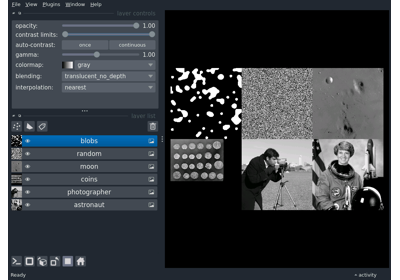 File View Plugins Window Help
layer controls
opacity: 1.00
contrast limits:
auto-contrast: once continuous
gamma: 1.00
colormap: gray
blending: translucent_no_depth
interpolation: nearest
layer list
blobs
random
moon
coins
photographer
astronaut
Ready activity